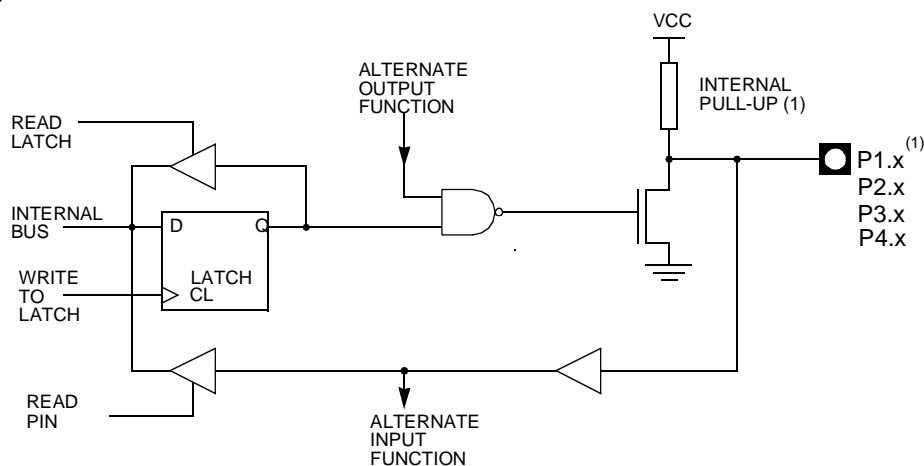 VCC
ALTERNATE
OUTPUT
FUNCTION
INTERNAL
PULL-UP (1)
READ
LATCH
P1.x (1)
P2.x
P3.x
P4.x
INTERNAL
BUS
D
Q
LATCH
CL
WRITE
TO
LATCH
READ
PIN
ALTERNATE
INPUT
FUNCTION